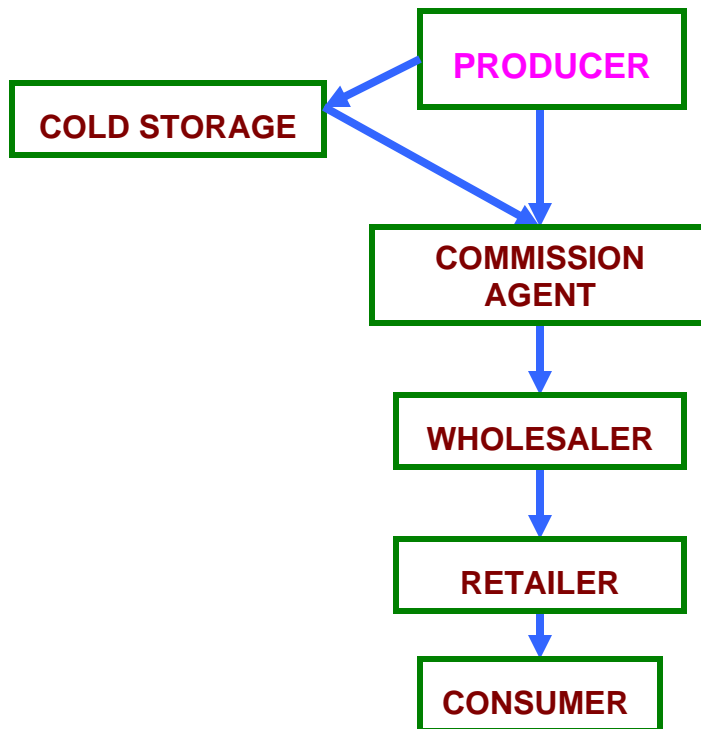 PRODUCER
COLD STORAGE
COMMISSION
AGENT
WHOLESALER
RETAILER
CONSUMER